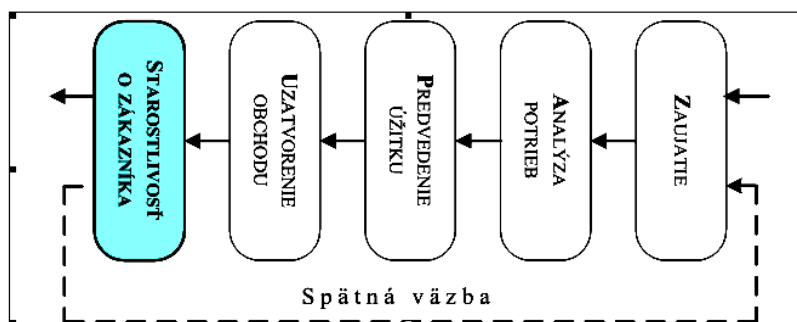 STAROSTLIVOSŤ
O ZÁKAZNÍKA
UZATVORENIE
OBCHODU
PREDVEDENIE
ÚŽITKU
ANALÝZA
POTRIEB
ZAUJATIE
Spätná väzba